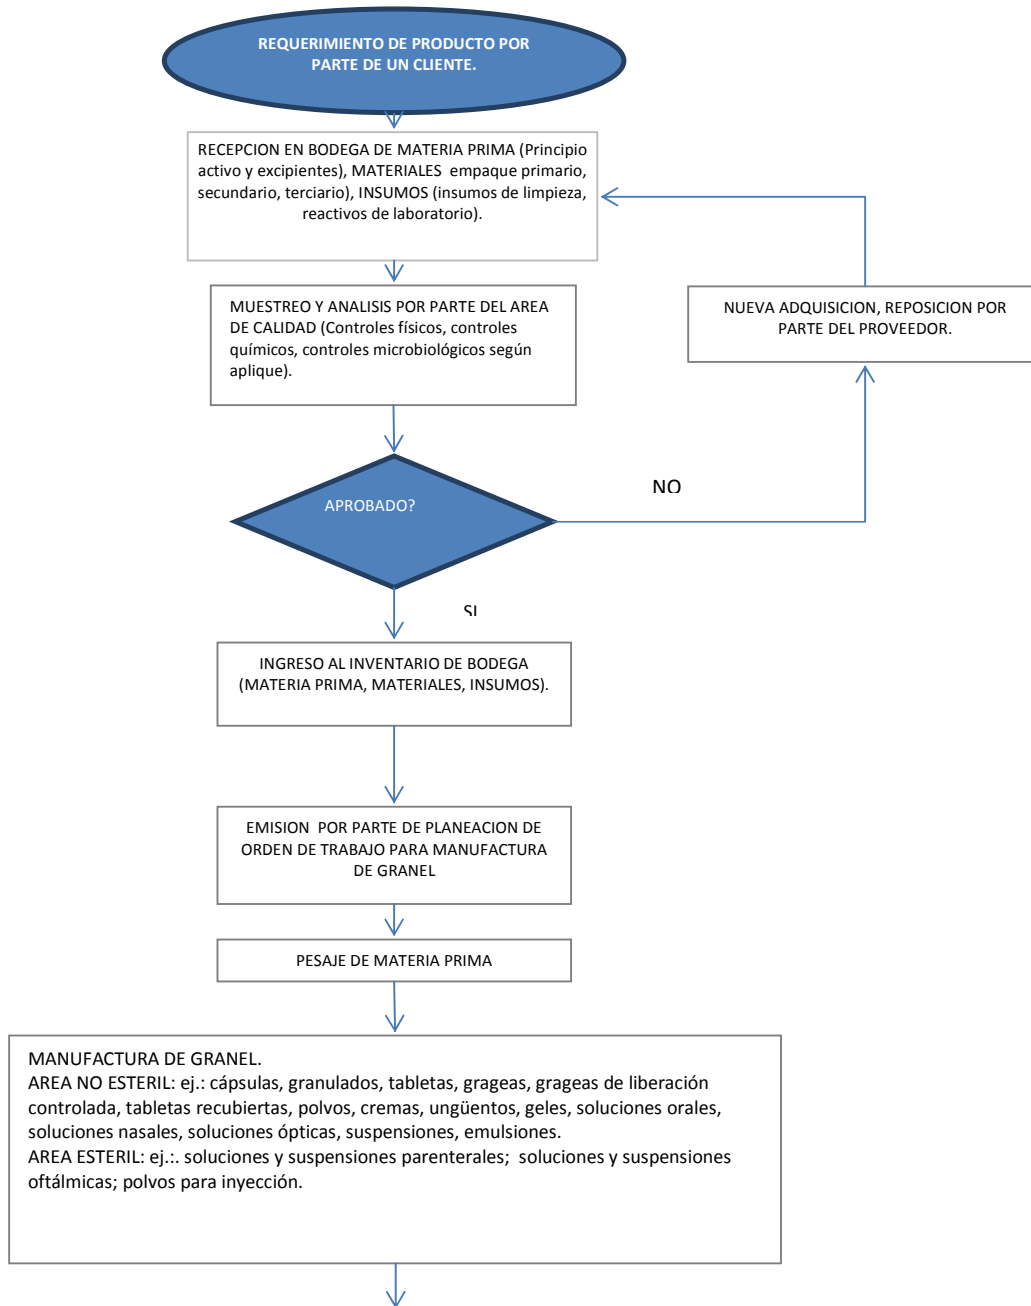 REQUERIMIENTO DE PRODUCTO POR
PARTE DE UN CLIENTE.
RECEPCION EN BODEGA DE MATERIA PRIMA (Principio
activo y excipientes), MATERIALES empaque primario,
secundario, terciario), INSUMOS (insumos de limpieza,
reactivos de laboratorio).
MUESTREO Y ANALISIS POR PARTE DEL AREA
DE CALIDAD (Controles físicos, controles
químicos, controles microbiológicos según
aplique).
NUEVA ADQUISICION, REPOSICION POR
PARTE DEL PROVEEDOR.
APROBADO?
NO
SI
INGRESO AL INVENTARIO DE BODEGA
(MATERIA PRIMA, MATERIALES, INSUMOS).
EMISION POR PARTE DE PLANEACION DE
ORDEN DE TRABAJO PARA MANUFACTURA
DE GRANEL
PESAJE DE MATERIA PRIMA
MANUFACTURA DE GRANEL.
AREA NO ESTERIL: ej.: cápsulas, granulados, tabletas, grageas, grageas de liberación
controlada, tabletas recubiertas, polvos, cremas, ungüentos, geles, soluciones orales,
soluciones nasales, soluciones ópticas, suspensiones, emulsiones.
AREA ESTERIL: ej.:. soluciones y suspensiones parenterales; soluciones y suspensiones
oftálmicas; polvos para inyección.